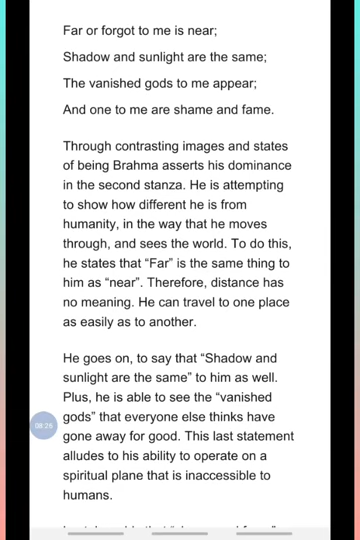 Far or forgot to me is near;
Shadow and sunlight are the same;
The vanished gods to me appear;
And one to me are shame and fame.
Through contrasting images and states
of being Brahma asserts his dominance
in the second stanza. He is attempting
to show how different he is from
humanity, in the way that he moves
through, and sees the world. To do this,
he states that “Far” is the same thing to
him as “near”. Therefore, distance has
no meaning. He can travel to one place
as easily as to another.
He goes on, to say that “Shadow and
sunlight are the same” to him as well.
Plus, he is able to see the “vanished
gods” that everyone else thinks have
08:26
gone away for good. This last statement
alludes to his ability to operate on a
spiritual plane that is inaccessible to
humans.